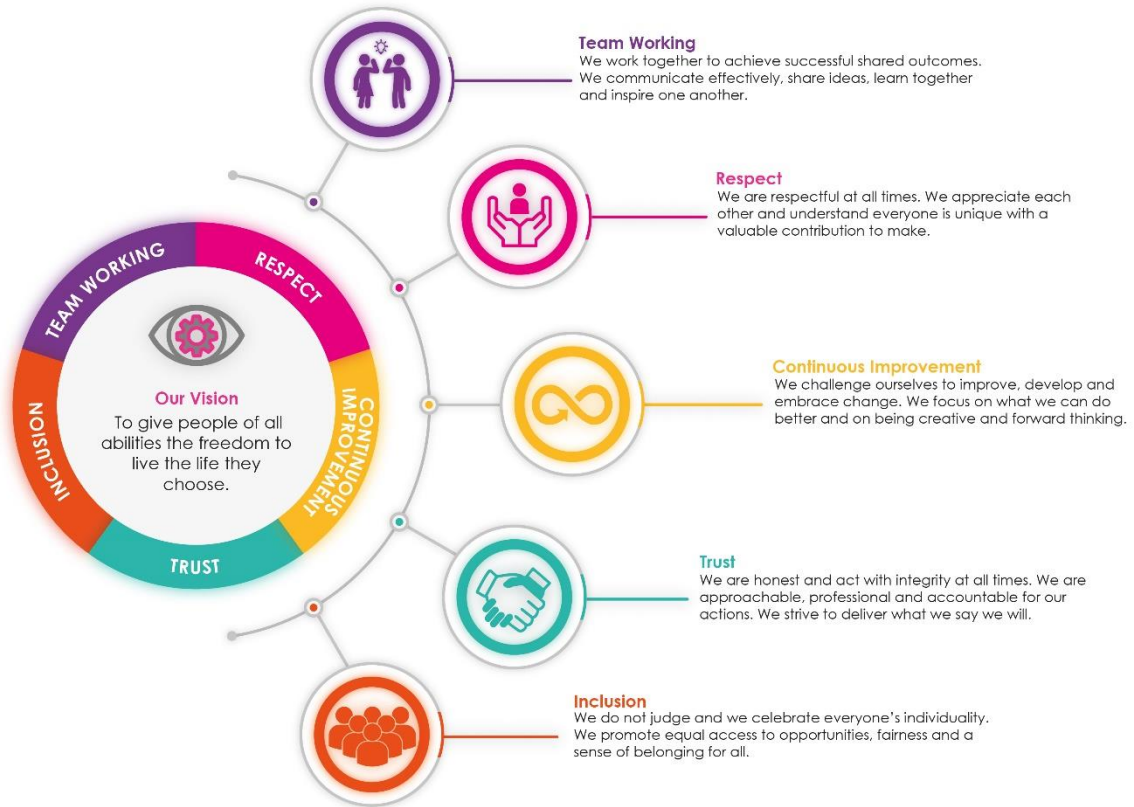 Team Working
We work together to achieve successful shared outcomes.
We communicate effectively, share ideas, learn together
and inspire one another.
Respect
We are respectful at all times. We appreciate each
other and understand everyone is unique with a
valuable contribution to make.
TEAM WORKING
RESPECT
CONTINUOUS
IMPROVEMENT
TRUST
INCLUSION
Our Vision
To give people of all
abilities the freedom to
live the life they
choose.
Continuous Improvement
We challenge ourselves to improve, develop and
embrace change. We focus on what we can do
better and on being creative and forward thinking.
Trust
We are honest and act with integrity at all times. We are
approachable, professional and accountable for our
actions. We strive to deliver what we say we will.
Inclusion
We do not judge and we celebrate everyone’s individuality.
We promote equal access to opportunities, fairness and a
sense of belonging for all.